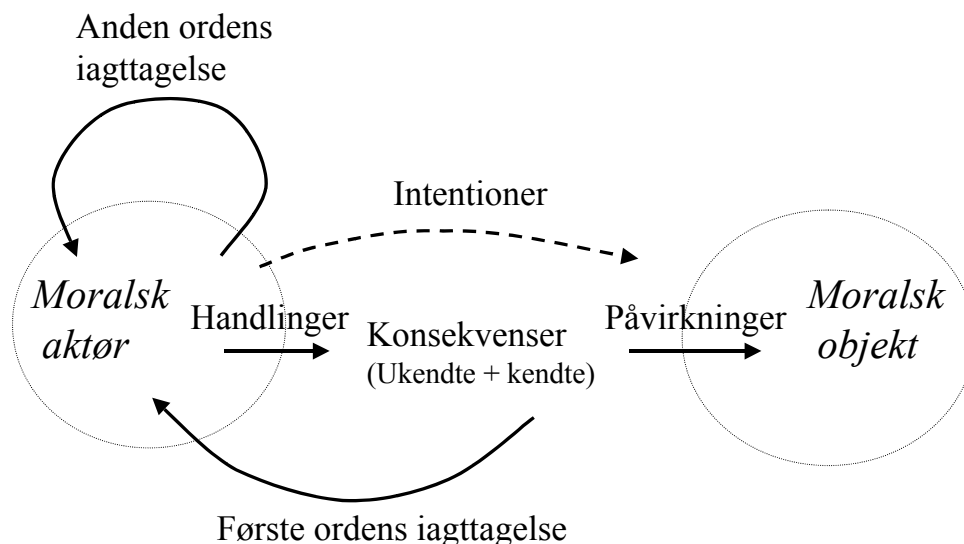 Anden ordens
iagttagelse
Intentioner
Moralsk
aktør
Handlinger
Konsekvenser
(Ukendte + kendte)
Påvirkninger
Moralsk
objekt
Første ordens iagttagelse